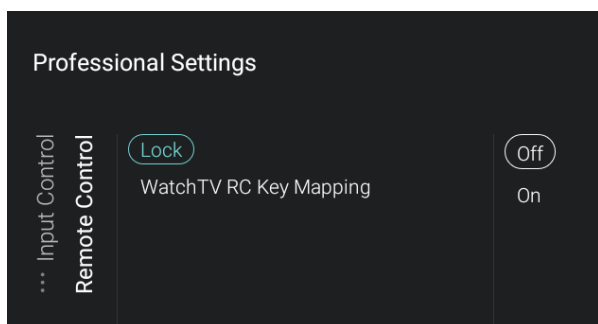 Professional Settings
... Input Control
Remote Control
Lock
WatchTV RC Key Mapping
Off
On